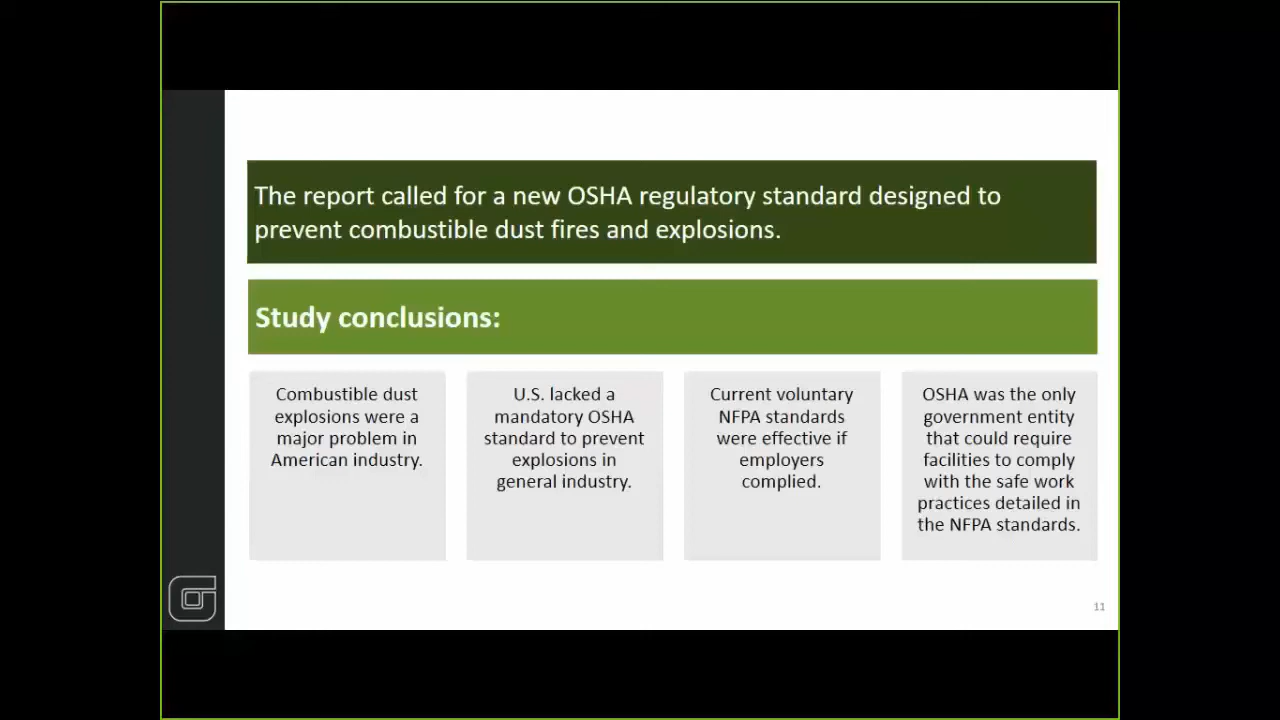 The report called for a new OSHA regulatory standard designed to
prevent combustible dust fires and explosions.
Study conclusions:
Combustible dust
explosions were a
major problem in
American industry.
U.S. lacked a
mandatory OSHA
standard to prevent
explosions in
general industry.
Current voluntary
NFPA standards
were effective if
employers
complied.
OSHA was the only
government entity
that could require
facilities to comply
with the safe work
practices detailed in
the NFPA standards.
11